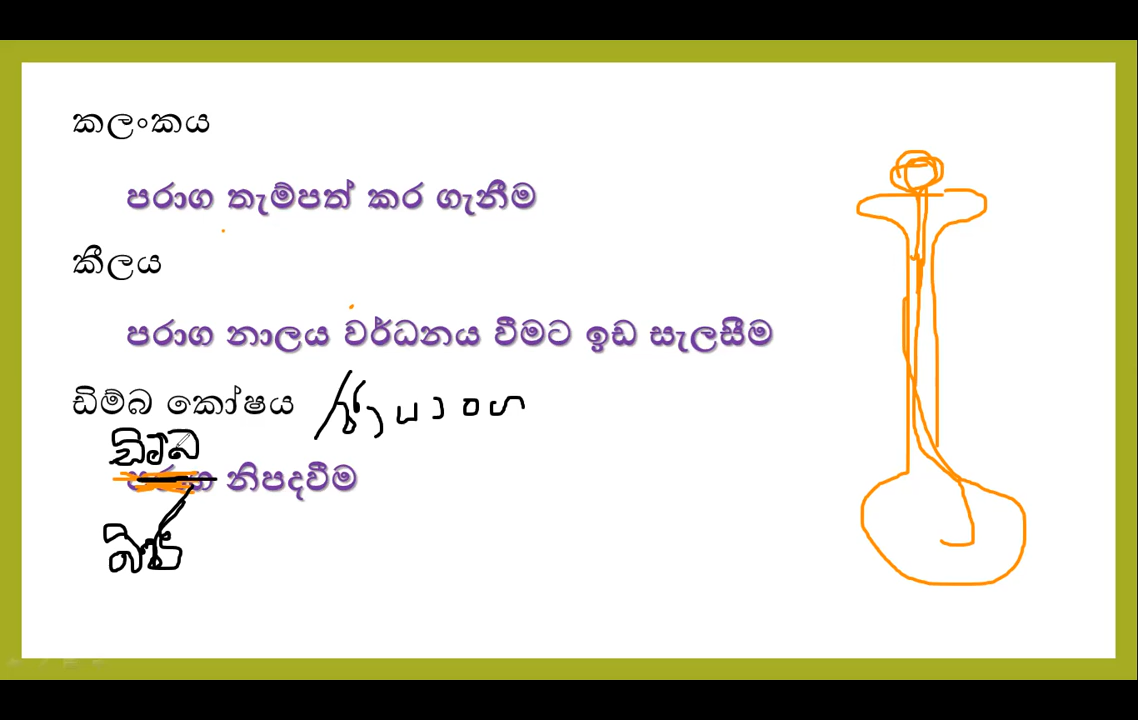 කලංකය
පරාග තැම්පත් කර ගැනීම
කීලය
පරාග නාලය වර්ධනය වීමට ඉඩ සැලසීම
ඩිම්බ කෝෂය
ඩිම්බ
නිපදවීම